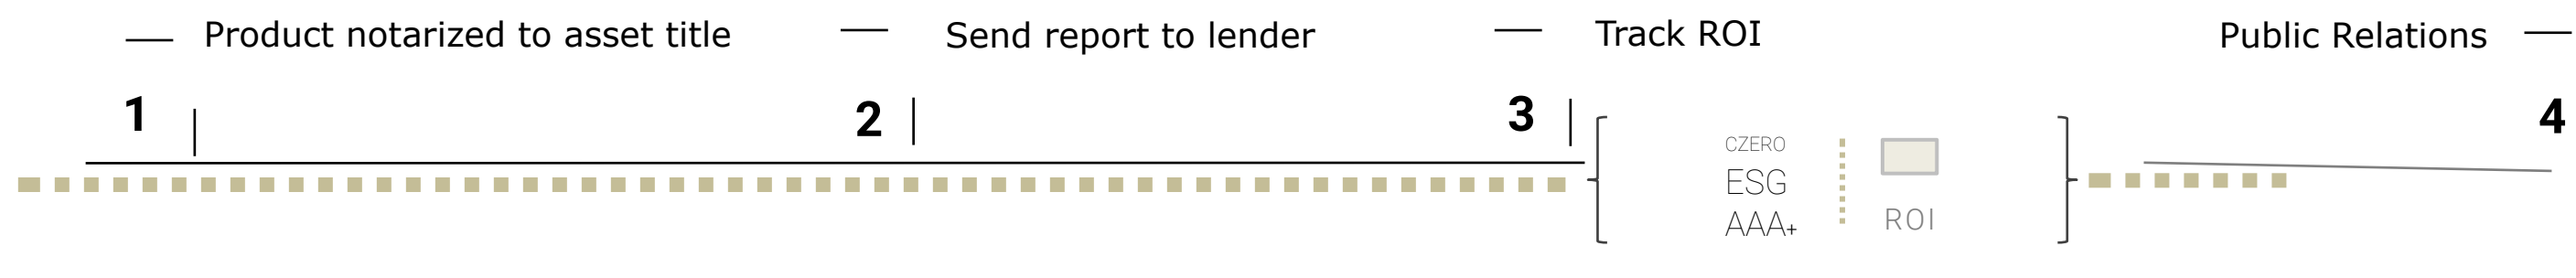 Product notarized to asset title
Send report to lender
Track ROI
Public Relations
1
2
3
4
CZERO
ESG
AAA+
ROI